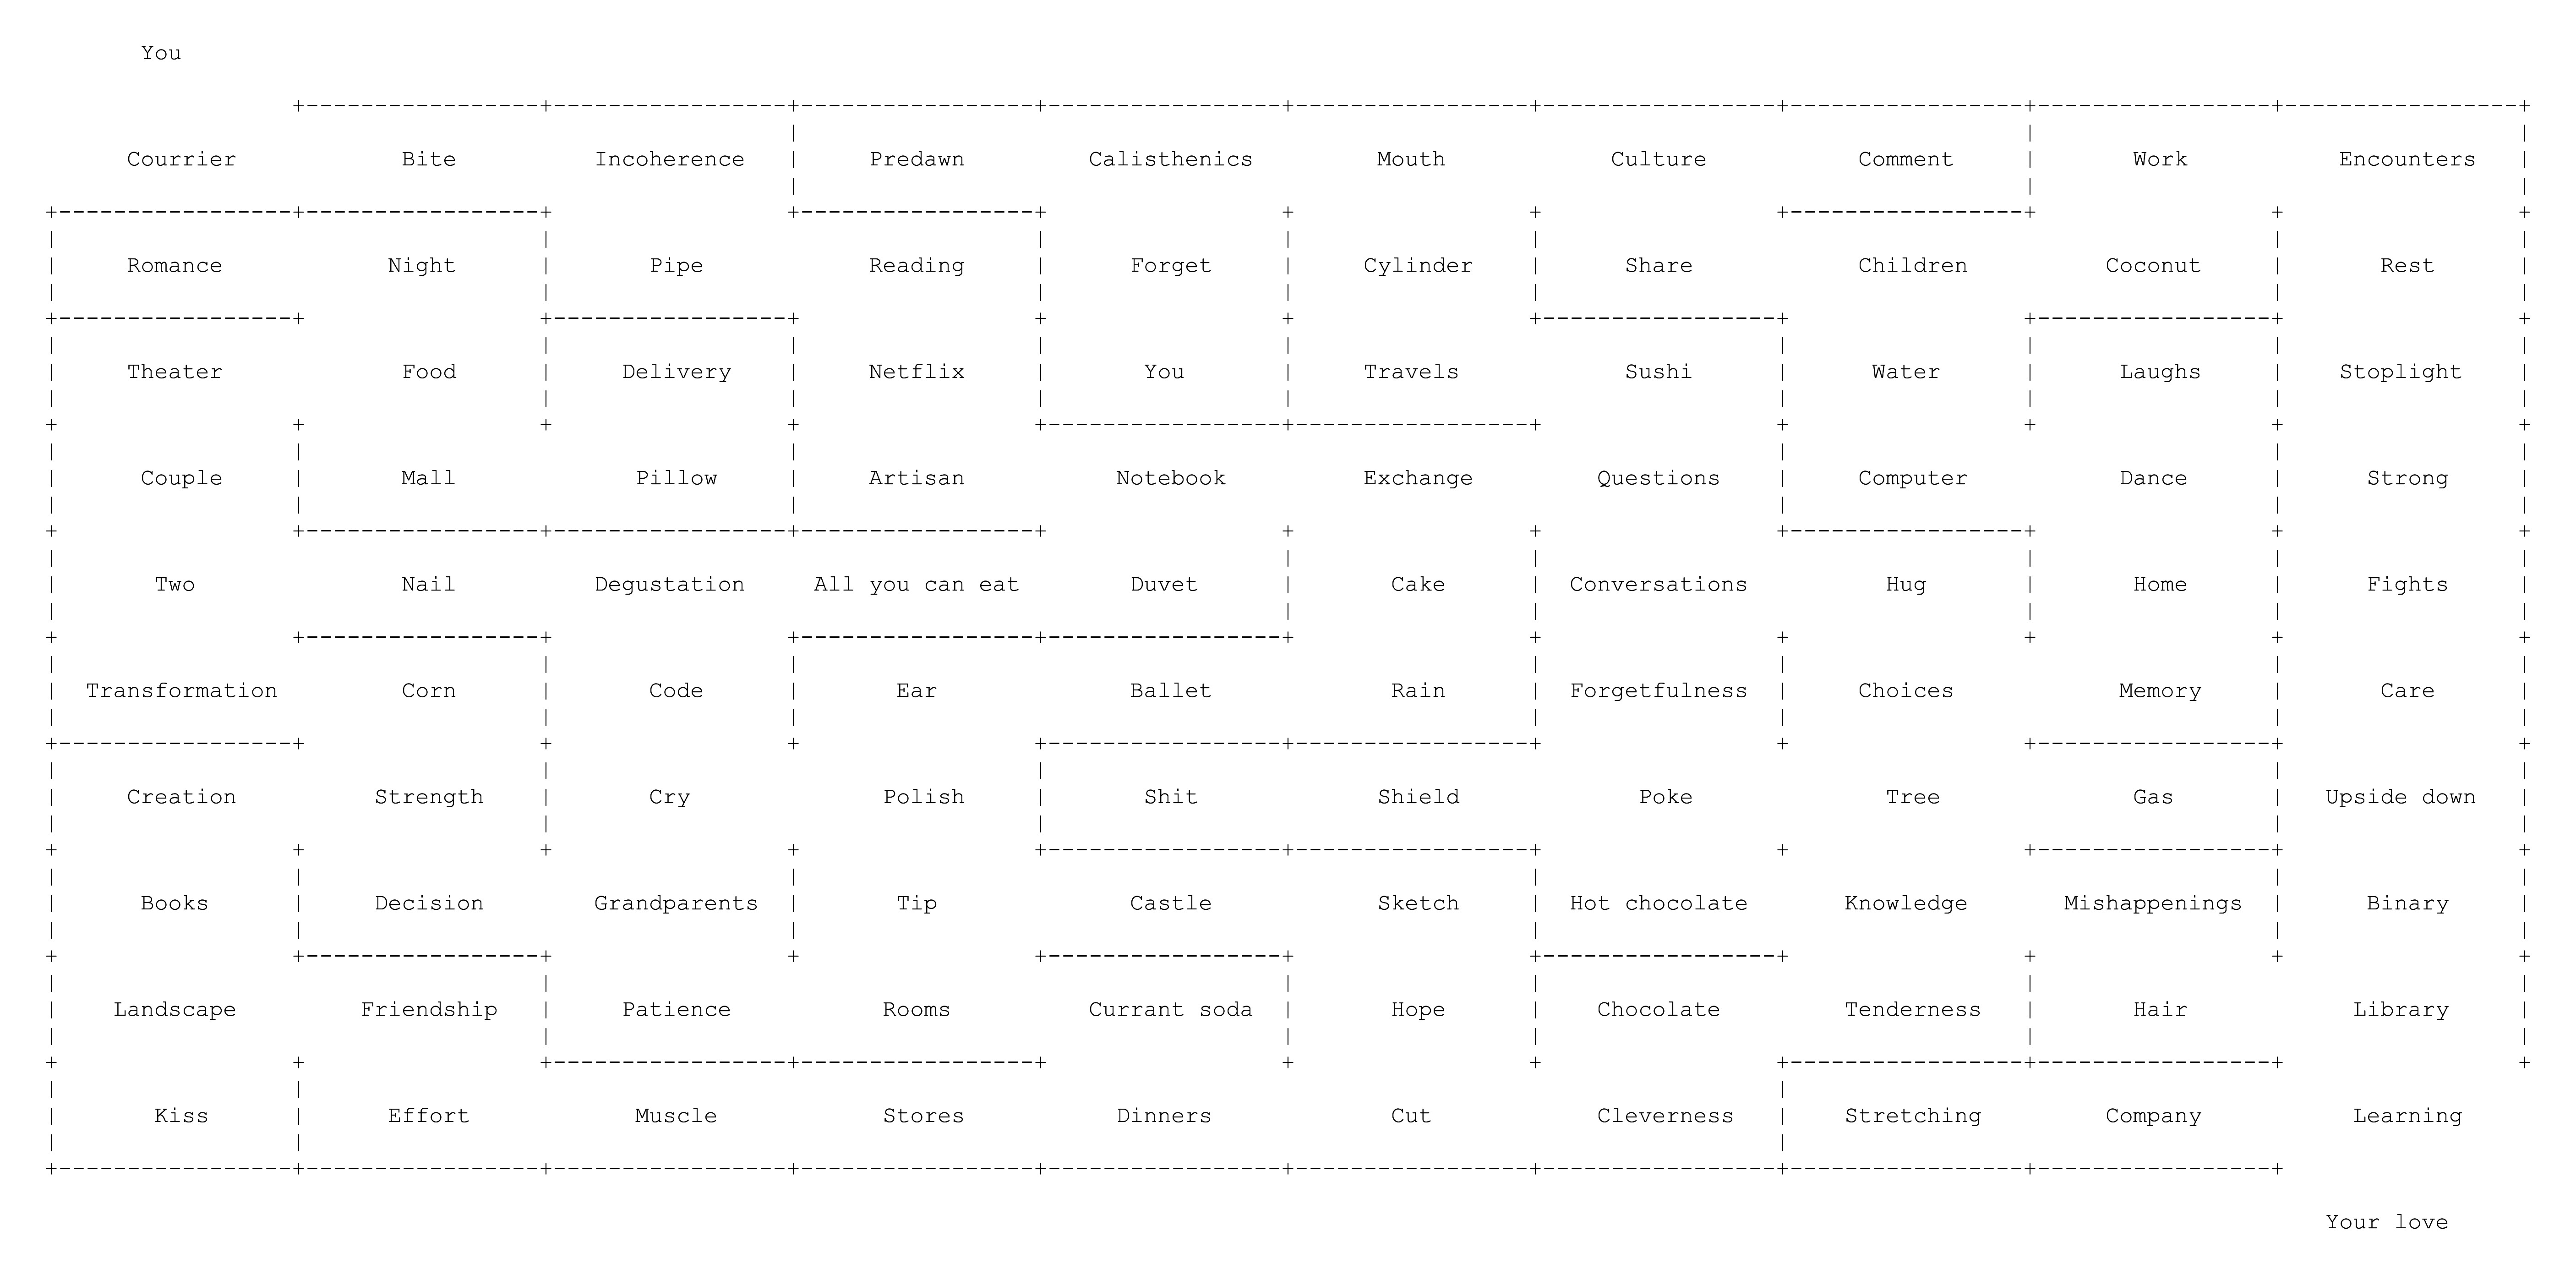 You
Courrier Bite Incoherence Predawn Calisthenics Mouth Culture Comment Work Encounters
Romance Night Pipe Reading Forget Cylinder Share Children Coconut Rest
Theater Food Delivery Netflix You Travels Sushi Water Laughs Stoplight
Couple Mall Pillow Artisan Notebook Exchange Questions Computer Dance Strong
Two Nail Degustation All you can eat Duvet Cake Conversations Hug Home Fights
Transformation Corn Code Ear Ballet Rain Forgetfulness Choices Memory Care
Creation Strength Cry Polish Shit Shield Poke Tree Gas Upside down
Books Decision Grandparents Tip Castle Sketch Hot chocolate Knowledge Mishappenings Binary
Landscape Friendship Patience Rooms Currant soda Hope Chocolate Tenderness Hair Library
Kiss Effort Muscle Stores Dinners Cut Cleverness Stretching Company Learning
Your love